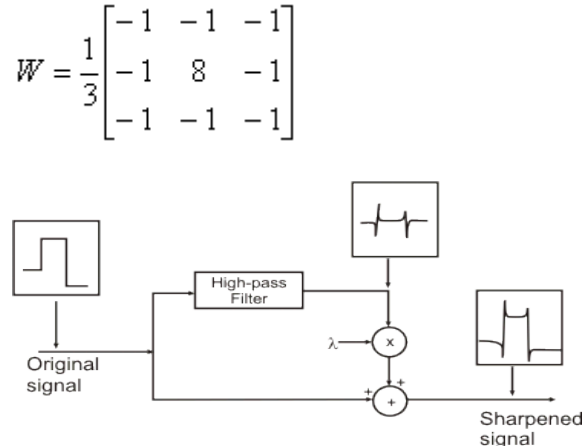 W = 1/3 [ -1 -1 -1
-1 8 -1
-1 -1 -1 ]
High-pass
Filter
λ
x
Original
signal
+ +
+
Sharpened
signal